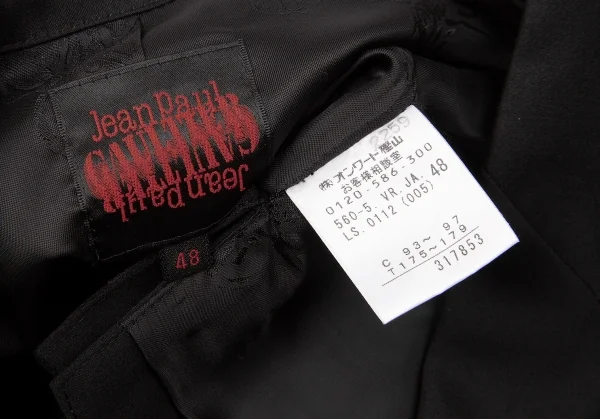 Jean Paul
GAULTIER
Jean Paul
48
2259
㈱オンワード樫山
お客様相談室
0120-586-300
560-5. VR. JA. 48
LS. 0112 (005)
C 93~ 97
T175~179
317853